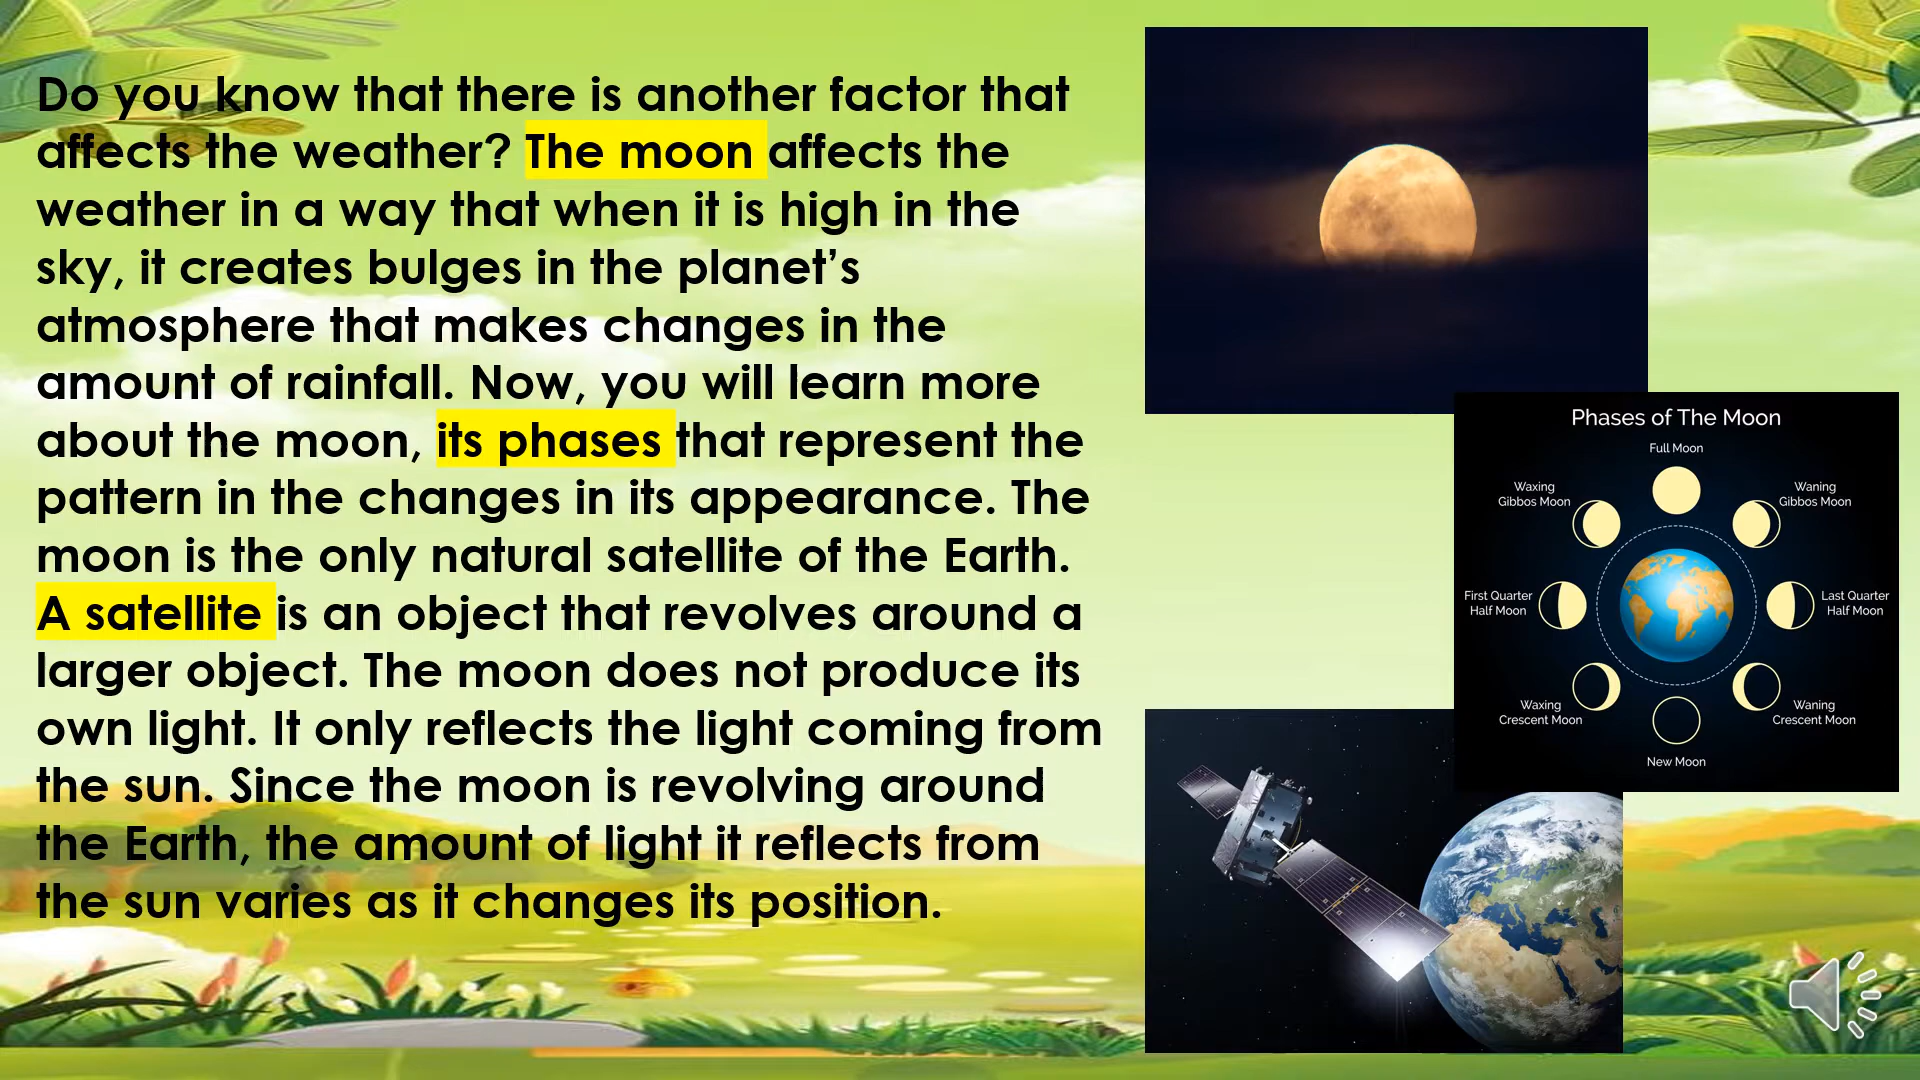 Do you know that there is another factor that
affects the weather? The moon affects the
weather in a way that when it is high in the
sky, it creates bulges in the planet’s
atmosphere that makes changes in the
amount of rainfall. Now, you will learn more
about the moon, its phases that represent the
pattern in the changes in its appearance. The
moon is the only natural satellite of the Earth.
A satellite is an object that revolves around a
larger object. The moon does not produce its
own light. It only reflects the light coming from
the sun. Since the moon is revolving around
the Earth, the amount of light it reflects from
the sun varies as it changes its position.
Phases of The Moon
Full Moon
Waxing
Gibbos Moon
Waning
Gibbos Moon
First Quarter
Half Moon
Last Quarter
Half Moon
Waxing
Crescent Moon
Waning
Crescent Moon
New Moon